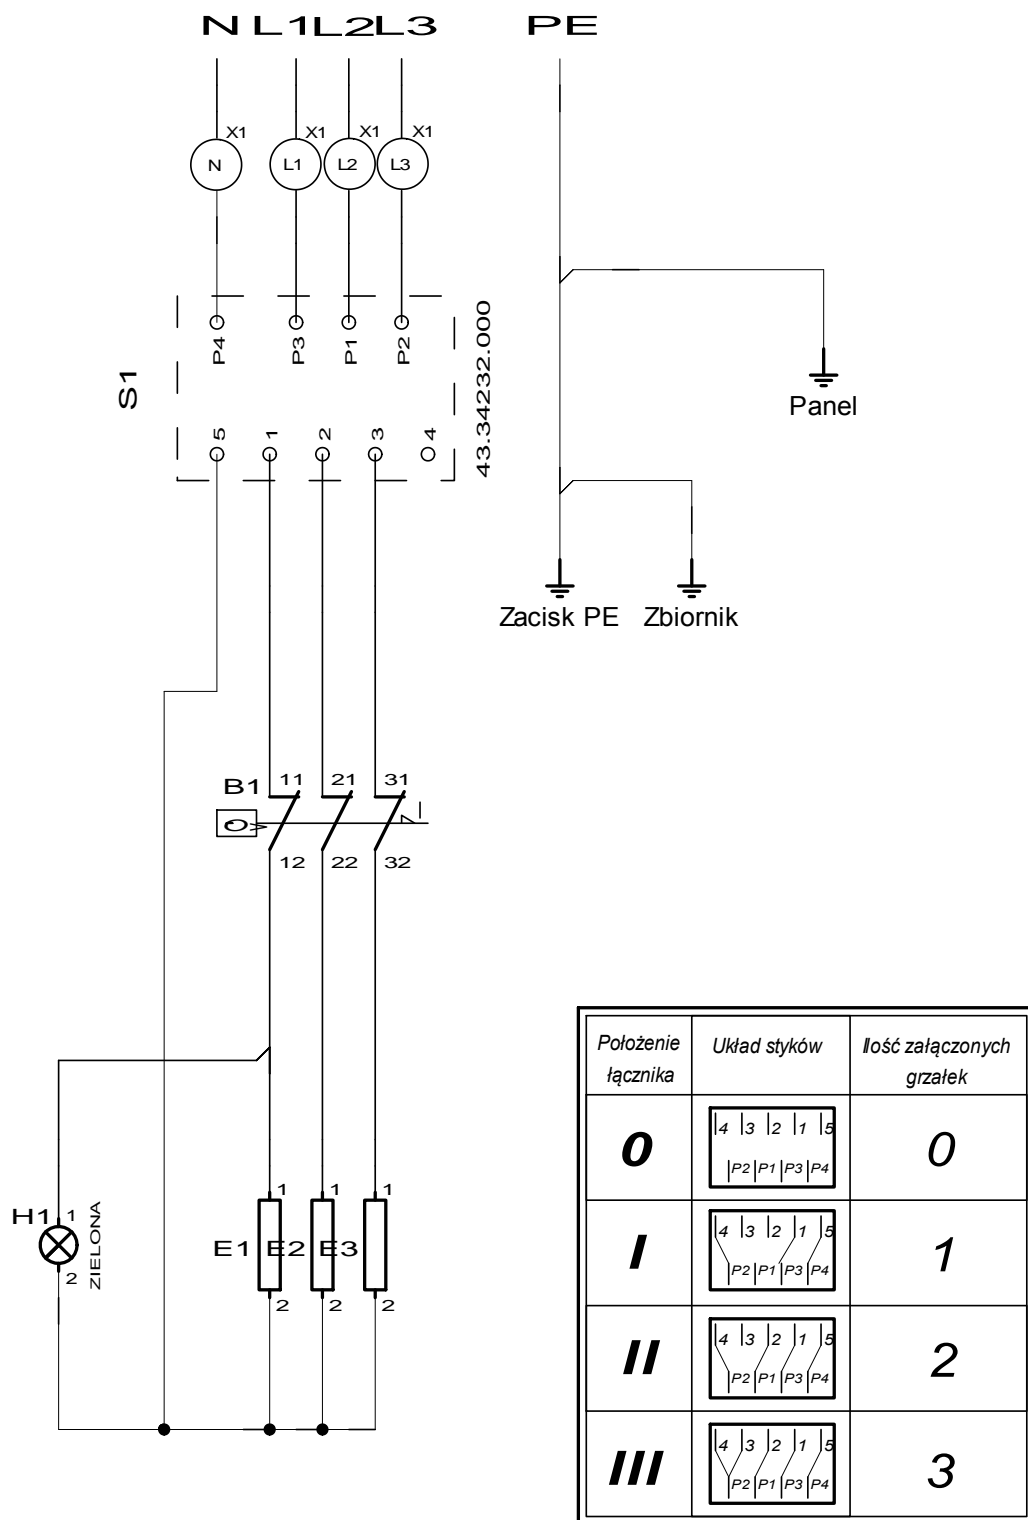 N L1 L2 L3 PE
X1 X1 X1 X1
N L1 L2 L3
P4 P3 P1 P2
S1
43.34232.000
5 1 2 3 4
Panel
Zacisk PE Zbiornik
B1 11 21 31
12 22 32
H1 1
2
ZIELONA
1 1 1
E1 E2 E3
2 2 2
Położenie łącznika
Układ styków
Ilość załączonych grzałek
0
4 3 2 1 5
P2 P1 P3 P4
0
I
4 3 2 1 5
P2 P1 P3 P4
1
II
4 3 2 1 5
P2 P1 P3 P4
2
III
4 3 2 1 5
P2 P1 P3 P4
3